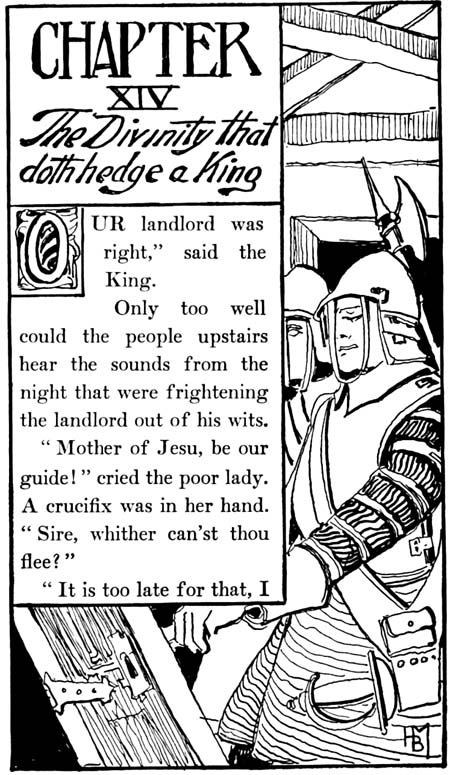 CHAPTER
XIV
The Divinity that
doth hedge a King
OUR landlord was
right,” said the
King.
Only too well
could the people upstairs
hear the sounds from the
night that were frightening
the landlord out of his wits.
“Mother of Jesu, be our
guide!” cried the poor lady.
A crucifix was in her hand.
“Sire, whither can'st thou
flee?”
“It is too late for that, I
HBM